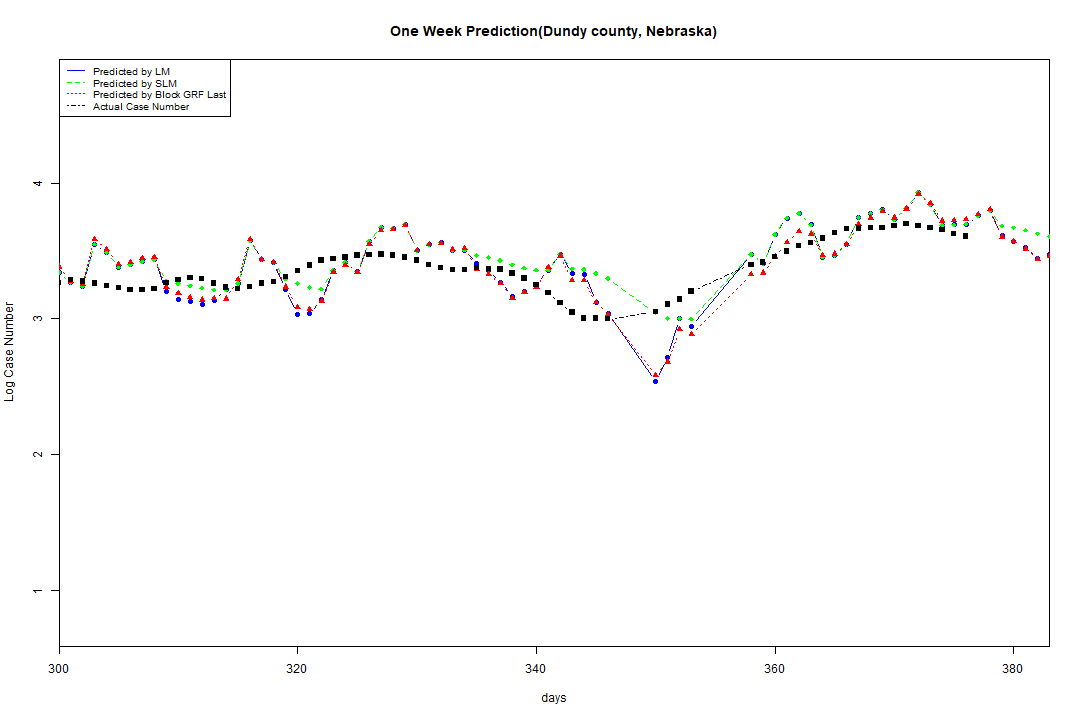 One Week Prediction(Dundy county, Nebraska)
Predicted by LM
Predicted by SLM
Predicted by Block GRF Last
Actual Case Number
4
3
2
1
Log Case Number
300 320 340 360 380
days